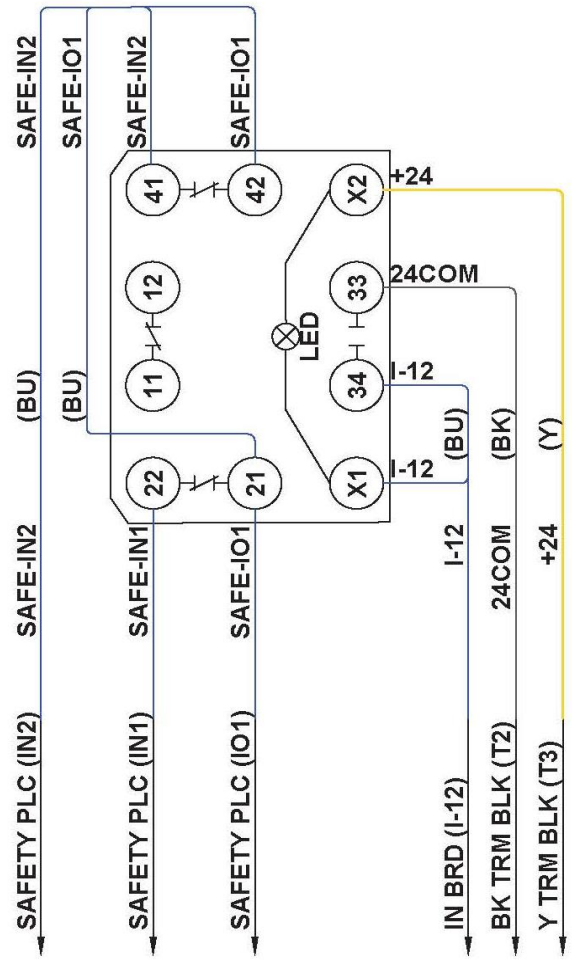 SAFETY PLC (IN2) SAFE-IN2 (BU) SAFE-IN2
(BU) SAFE-IO1
SAFETY PLC (IN1) SAFE-IN1 SAFE-IN2
22 11 12 41
SAFETY PLC (IO1) SAFE-IO1 SAFE-IO1
21 42
LED
X1 34 33 X2
I-12 I-12 24COM +24
IN BRD (I-12) I-12 (BU)
BK TRM BLK (T2) 24COM (BK)
Y TRM BLK (T3) +24 (Y)